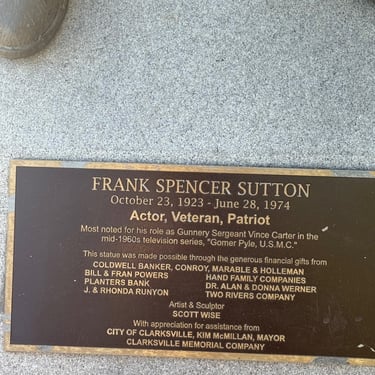 FRANK SPENCER SUTTON
October 23, 1923 - June 28, 1974
Actor, Veteran, Patriot
Most noted for his role as Gunnery Sergeant Vince Carter in the
mid-1960s television series, "Gomer Pyle, U.S.M.C."
This statue was made possible through the generous financial gifts from
COLDWELL BANKER, CONROY, MARABLE & HOLLEMAN
BILL & FRAN POWERS HAND FAMILY COMPANIES
PLANTERS BANK DR. ALAN & DONNA WERNER
J. & RHONDA RUNYON TWO RIVERS COMPANY
Artist & Sculptor
SCOTT WISE
With appreciation for assistance from
CITY OF CLARKSVILLE, KIM McMILLAN, MAYOR
CLARKSVILLE MEMORIAL COMPANY